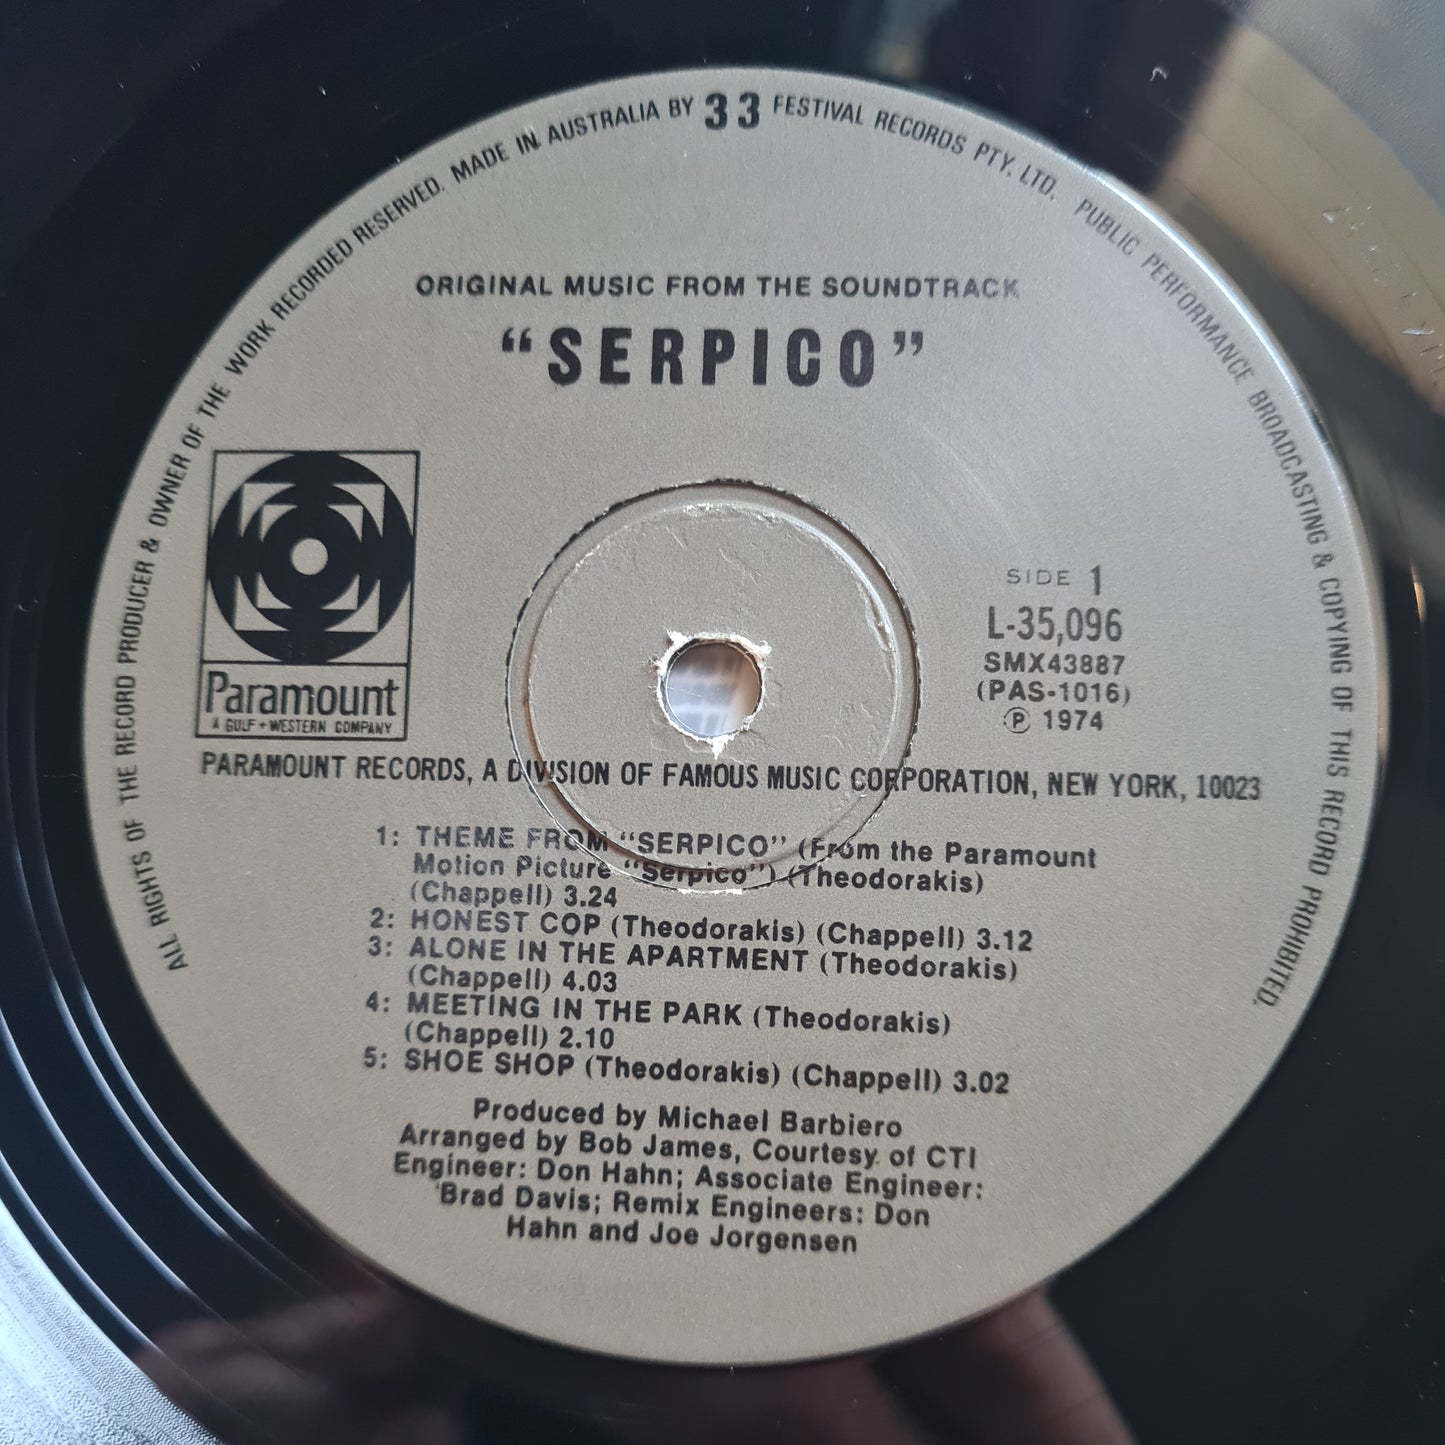 ALL RIGHTS OF THE RECORD PRODUCER & OWNER OF THE WORK RECORDED RESERVED. MADE IN AUSTRALIA BY 33 FESTIVAL RECORDS PTY. LTD. PUBLIC PERFORMANCE BROADCASTING & COPYING OF THIS RECORD PROHIBITED.
ORIGINAL MUSIC FROM THE SOUNDTRACK
“SERPICO”
Paramount
A GULF + WESTERN COMPANY
SIDE 1
L-35,096
SMX43887
(PAS-1016)
℗ 1974
PARAMOUNT RECORDS, A DIVISION OF FAMOUS MUSIC CORPORATION, NEW YORK, 10023
1: THEME FROM “SERPICO” (From the Paramount
Motion Picture “Serpico”) (Theodorakis)
(Chappell) 3.24
2: HONEST COP (Theodorakis) (Chappell) 3.12
3: ALONE IN THE APARTMENT (Theodorakis)
(Chappell) 4.03
4: MEETING IN THE PARK (Theodorakis)
(Chappell) 2.10
5: SHOE SHOP (Theodorakis) (Chappell) 3.02
Produced by Michael Barbiero
Arranged by Bob James, Courtesy of CTI
Engineer: Don Hahn; Associate Engineer:
Brad Davis; Remix Engineers: Don
Hahn and Joe Jorgensen